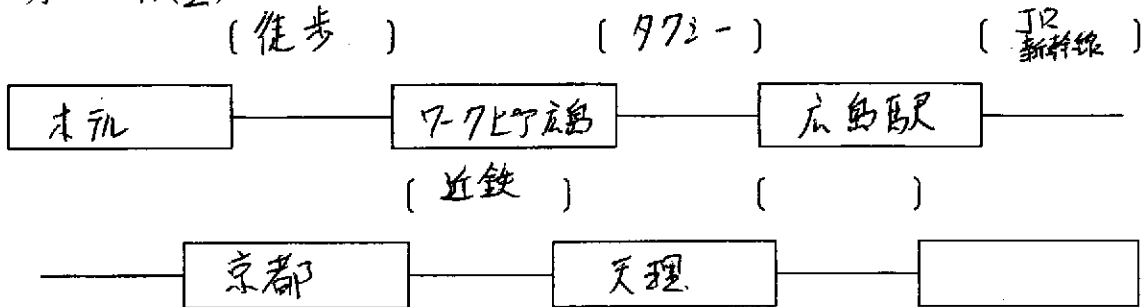 〔 徒歩 〕 〔 タクシー 〕 〔 JR新幹線 〕
ホテル ワークピア広島 広島駅
〔 近鉄 〕 〔 〕
京都 天理